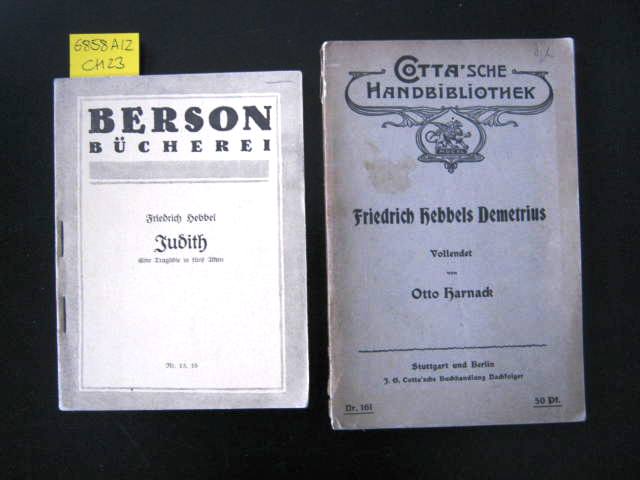 6858A12
CH23
BERSON
BÜCHEREI
Friedrich Hebbel
Judith
Eine Tragödie in fünf Akten
Nr. 15, 16
COTTA'SCHE
HANDBIBLIOTHEK
Friedrich Hebbels Demetrius
Vollendet
von
Otto Harnack
Stuttgart und Berlin
J. G. Cotta'sche Buchhandlung Nachfolger
Nr. 161
50 Pf.